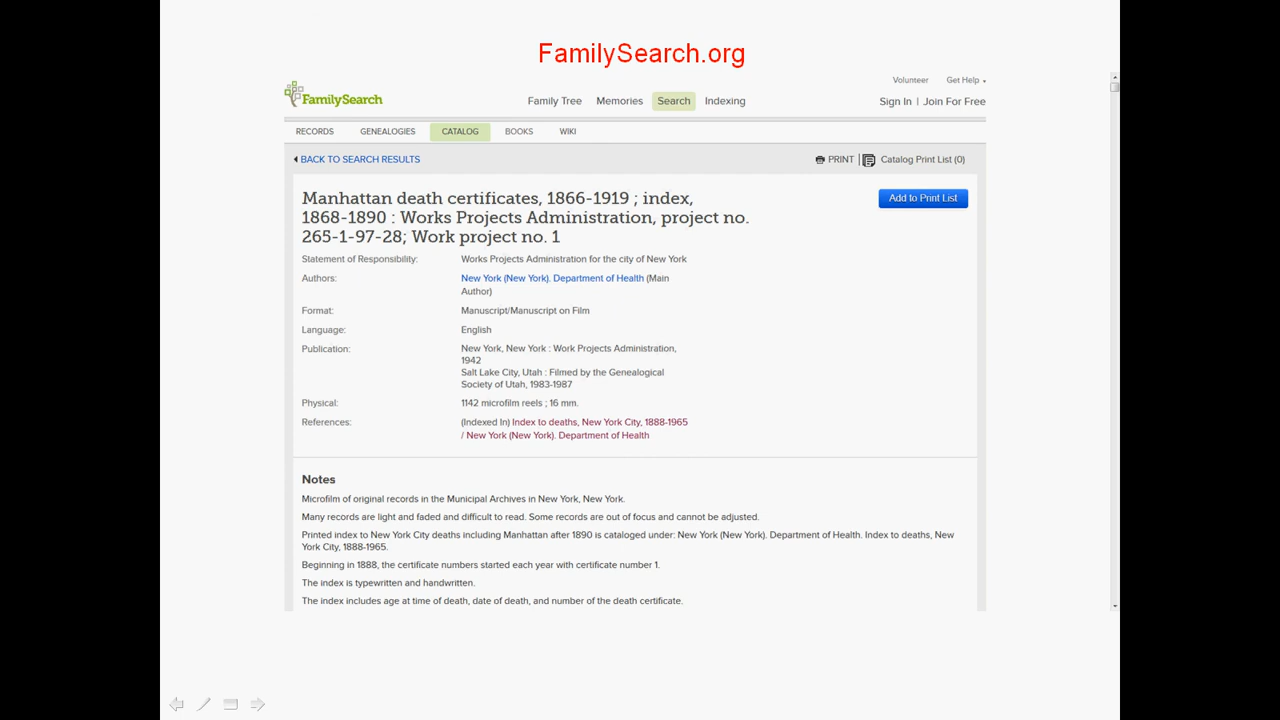 FamilySearch.org
Volunteer Get Help
FamilySearch
Family Tree Memories Search Indexing
Sign In | Join For Free
RECORDS GENEALOGIES CATALOG BOOKS WIKI
BACK TO SEARCH RESULTS
PRINT | Catalog Print List (0)
Manhattan death certificates, 1866-1919 ; index,
1868-1890 : Works Projects Administration, project no.
265-1-97-28; Work project no. 1
Add to Print List
Statement of Responsibility: Works Projects Administration for the city of New York
Authors: New York (New York). Department of Health (Main
Author)
Format: Manuscript/Manuscript on Film
Language: English
Publication: New York, New York : Work Projects Administration,
1942
Salt Lake City, Utah : Filmed by the Genealogical
Society of Utah, 1983-1987
Physical: 1142 microfilm reels ; 16 mm.
References: (Indexed In) Index to deaths, New York City, 1888-1965
/ New York (New York). Department of Health
Notes
Microfilm of original records in the Municipal Archives in New York, New York.
Many records are light and faded and difficult to read. Some records are out of focus and cannot be adjusted.
Printed index to New York City deaths including Manhattan after 1890 is cataloged under: New York (New York). Department of Health. Index to deaths, New
York City, 1888-1965.
Beginning in 1888, the certificate numbers started each year with certificate number 1.
The index is typewritten and handwritten.
The index includes age at time of death, date of death, and number of the death certificate.